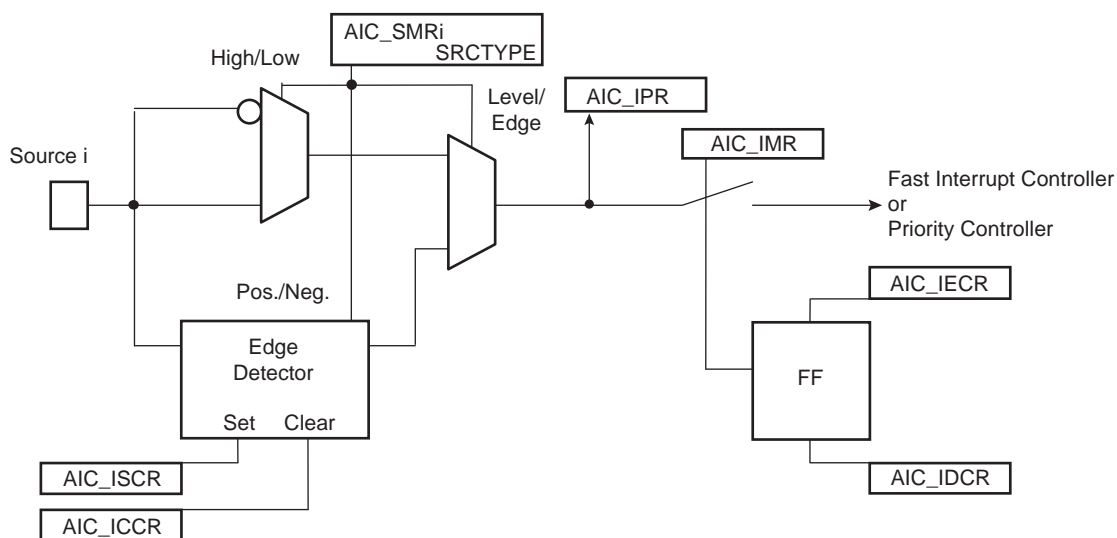 AIC_SMRi
SRCTYPE
High/Low
Level/
Edge
AIC_IPR
AIC_IMR
Source i
Fast Interrupt Controller
or
Priority Controller
Pos./Neg.
AIC_IECR
Edge
Detector
FF
Set Clear
AIC_ISCR
AIC_IDCR
AIC_ICCR